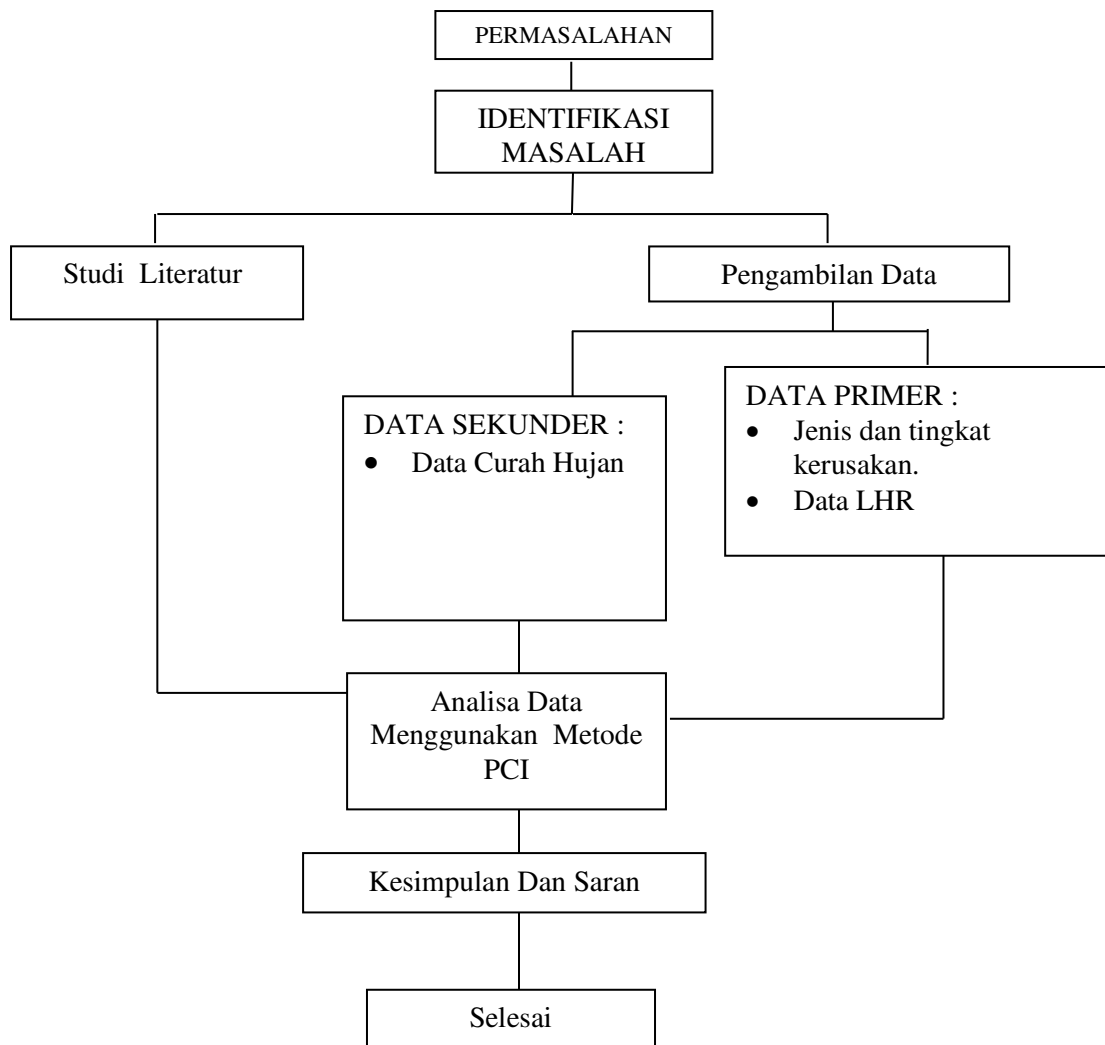 PERMASALAHAN
IDENTIFIKASI
MASALAH
Studi Literatur
Pengambilan Data
DATA SEKUNDER :
• Data Curah Hujan
DATA PRIMER :
• Jenis dan tingkat
kerusakan.
• Data LHR
Analisa Data
Menggunakan Metode
PCI
Kesimpulan Dan Saran
Selesai